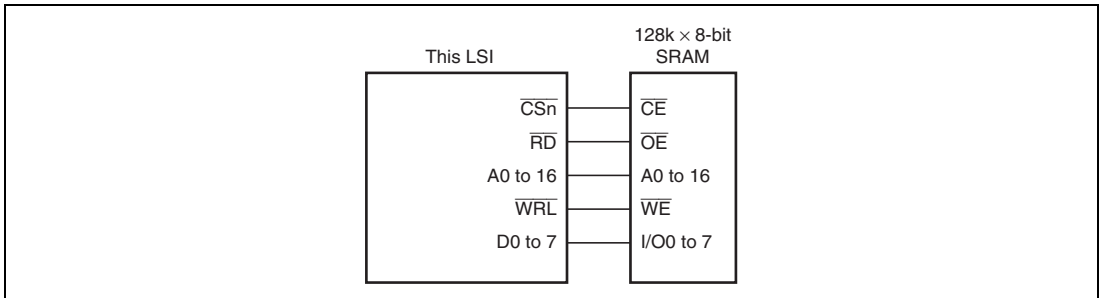 128k × 8-bit
This LSI SRAM
CSn CE
RD OE
A0 to 16 A0 to 16
WRL WE
D0 to 7 I/O0 to 7